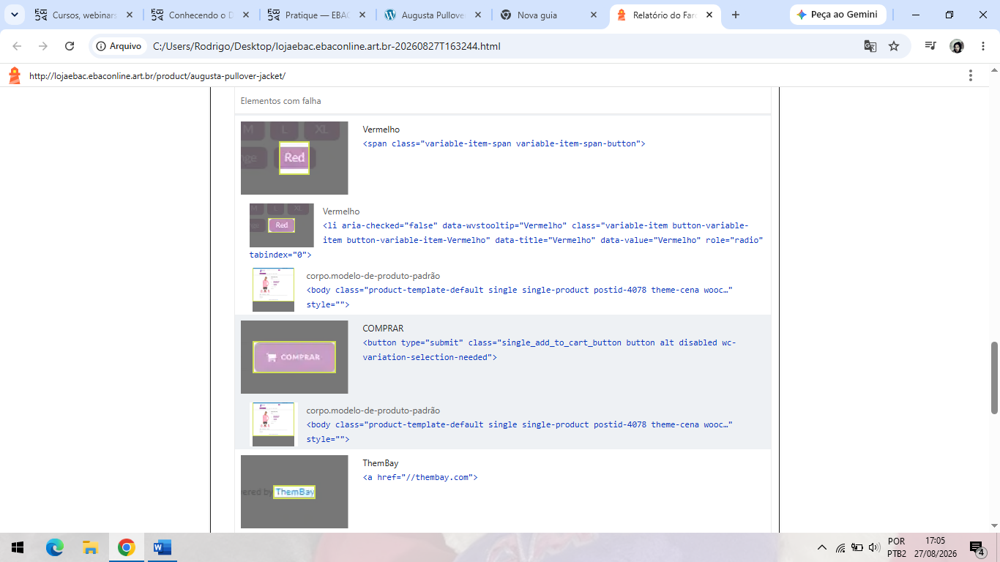 Cursos, webinars
Conhecendo o D
Pratique — EBAC
Augusta Pullove
Nova guia
Relatório do Far
Peça ao Gemini
Arquivo
C:/Users/Rodrigo/Desktop/lojaebac.ebaconline.art.br-20260827T163244.html
http://lojaebac.ebaconline.art.br/product/augusta-pullover-jacket/
Elementos com falha
M L XL
nge Red
Vermelho
<span class="variable-item-span variable-item-span-button">
M L XL
Red
Vermelho
<li aria-checked="false" data-wvstooltip="Vermelho" class="variable-item button-variable-
item button-variable-item-Vermelho" data-title="Vermelho" data-value="Vermelho" role="radio"
tabindex="0">
corpo.modelo-de-produto-padrão
<body class="product-template-default single single-product postid-4078 theme-cena wooc…"
style="">
COMPRAR
COMPRAR
<button type="submit" class="single_add_to_cart_button button alt disabled wc-
variation-selection-needed">
corpo.modelo-de-produto-padrão
<body class="product-template-default single single-product postid-4078 theme-cena wooc…"
style="">
ered by ThemBay
ThemBay
<a href="//thembay.com">
POR
PTB2
17:05
27/08/2026
4